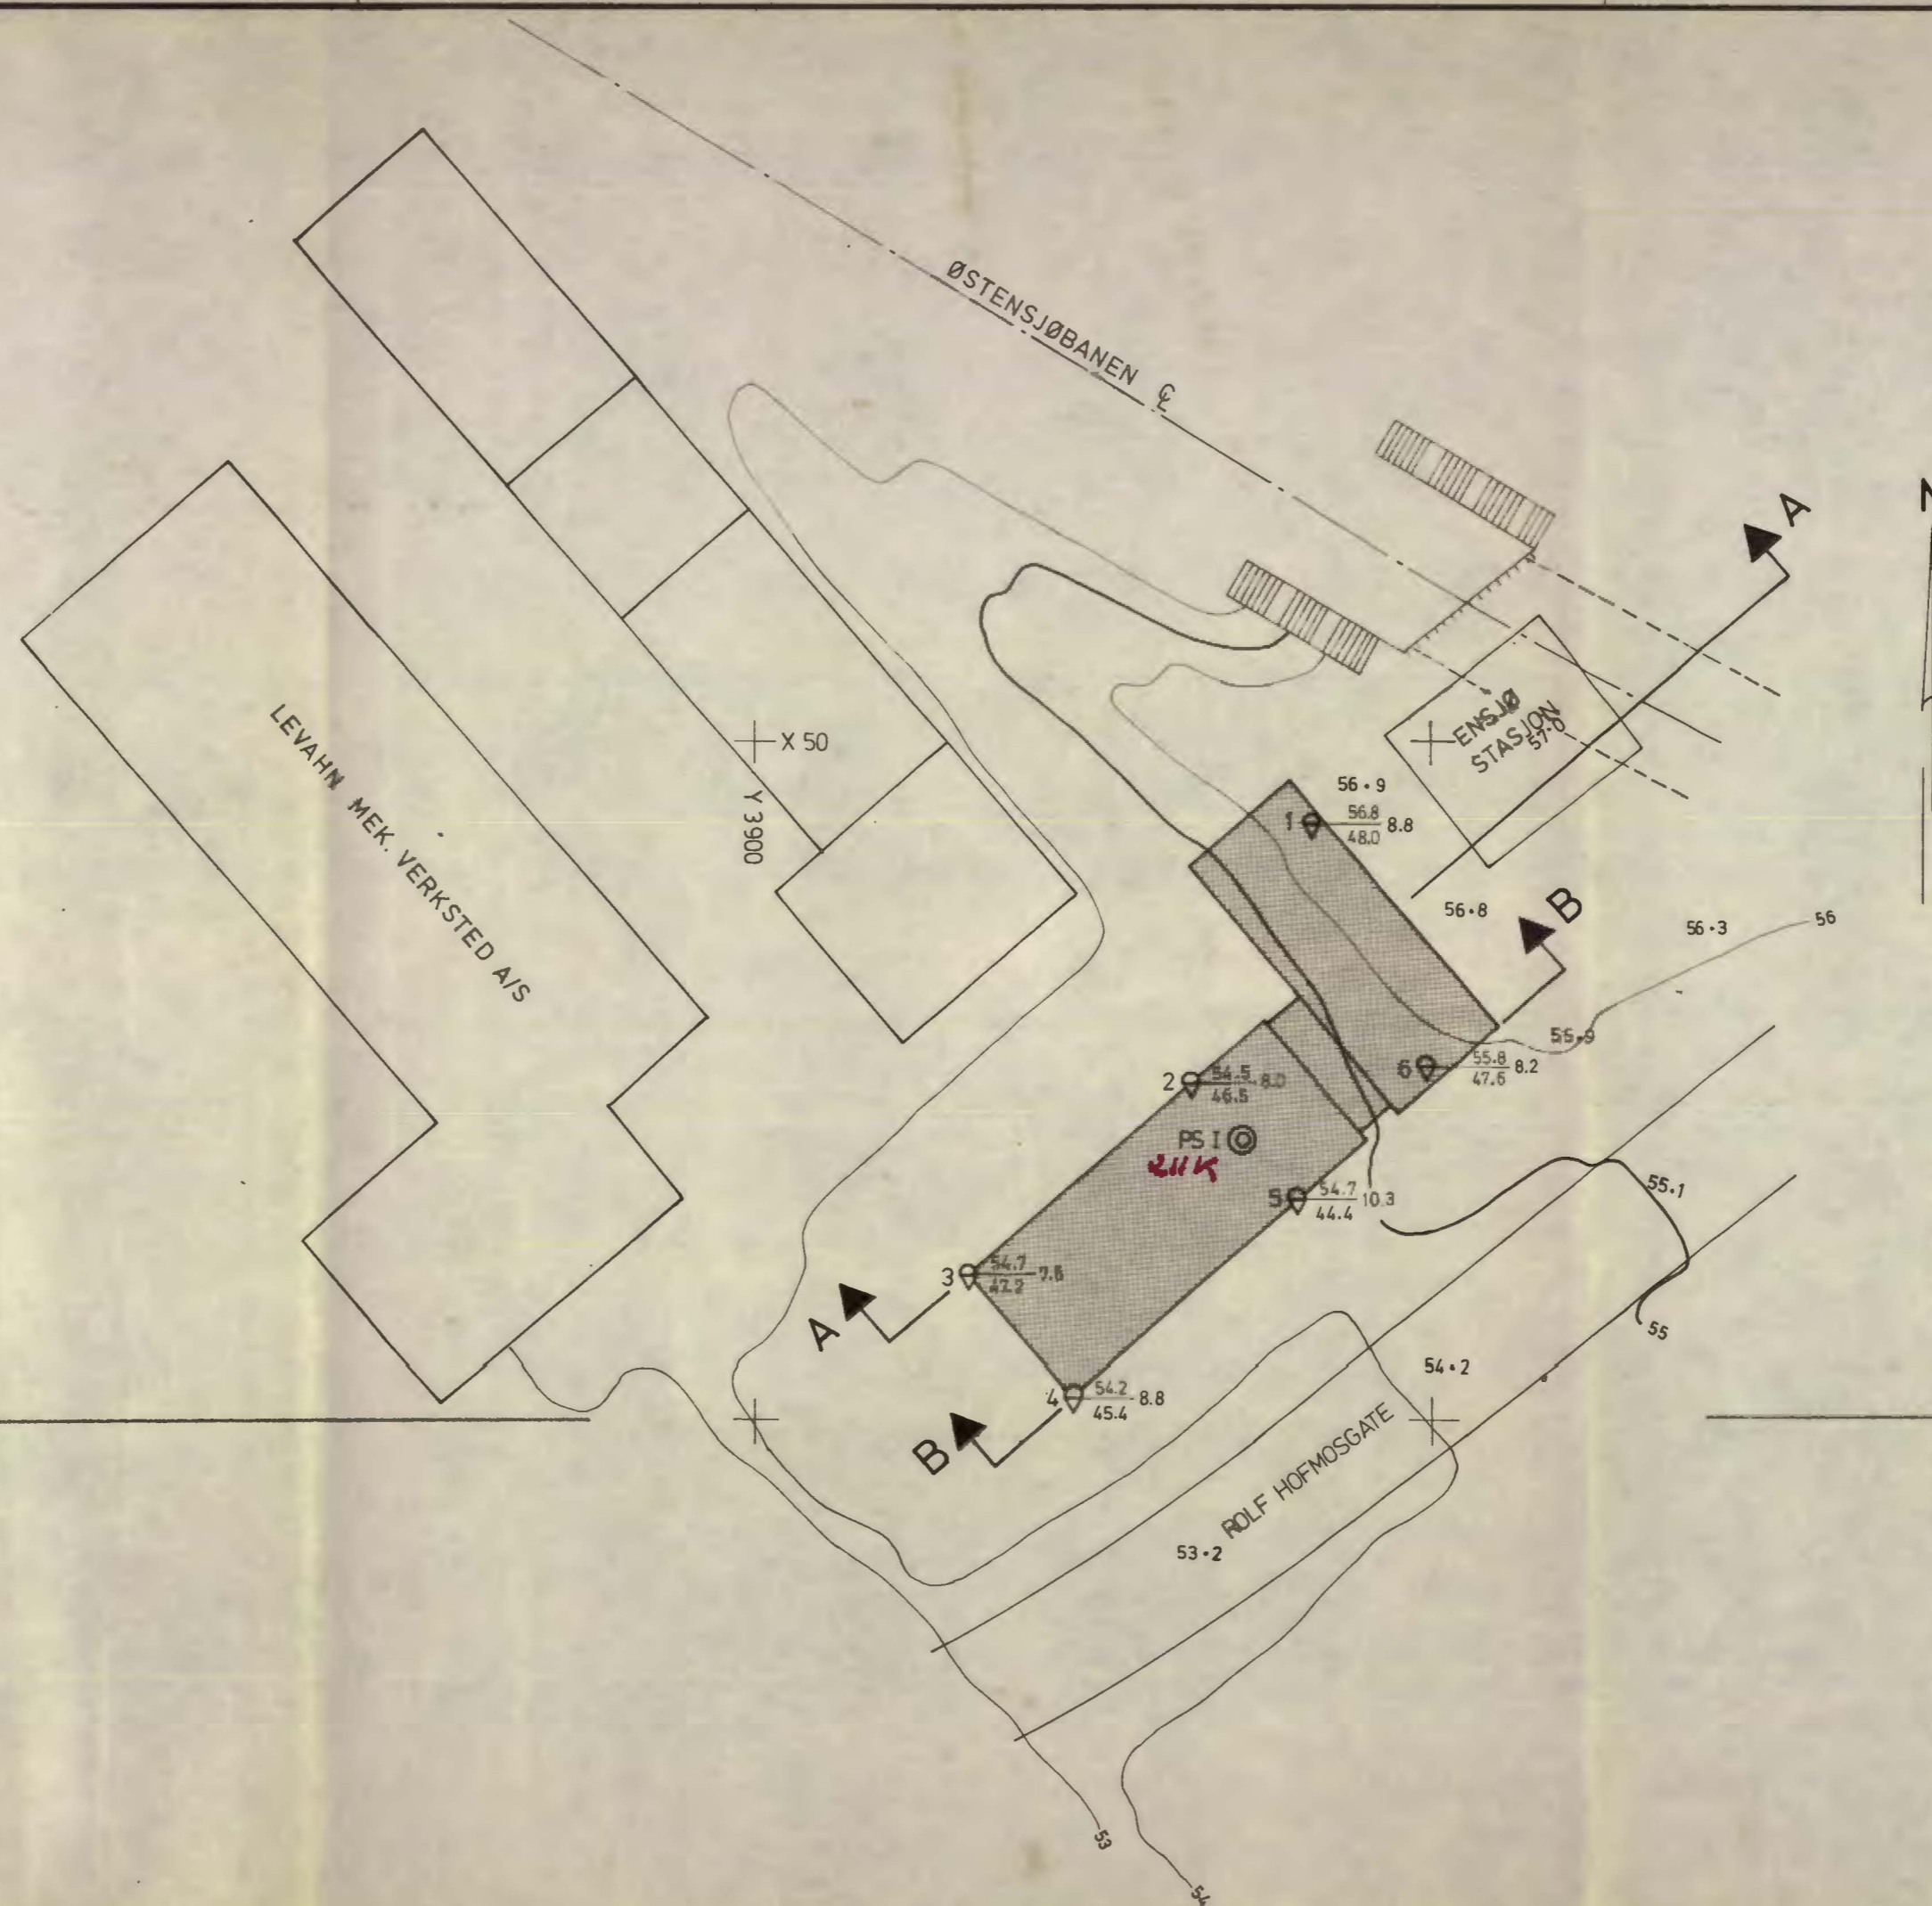 ØSTENSJØBANEN ℄
A
N
LEVAHN MEK. VERKSTED A/S
X 50
Y 3900
ENSJØ
STASJON
57.0
56.9
1 56.8 8.8
48.0
56.8
B
56.3
56
55.9
6 55.8 8.2
47.6
2 54.5 8.0
46.5
PS I
211K
5 54.7 10.3
44.4
55.1
3 54.7 7.5
47.2
A
55
54.2
4 54.2 8.8
45.4
B
ROLF HOFMOSGATE
53.2
53
54